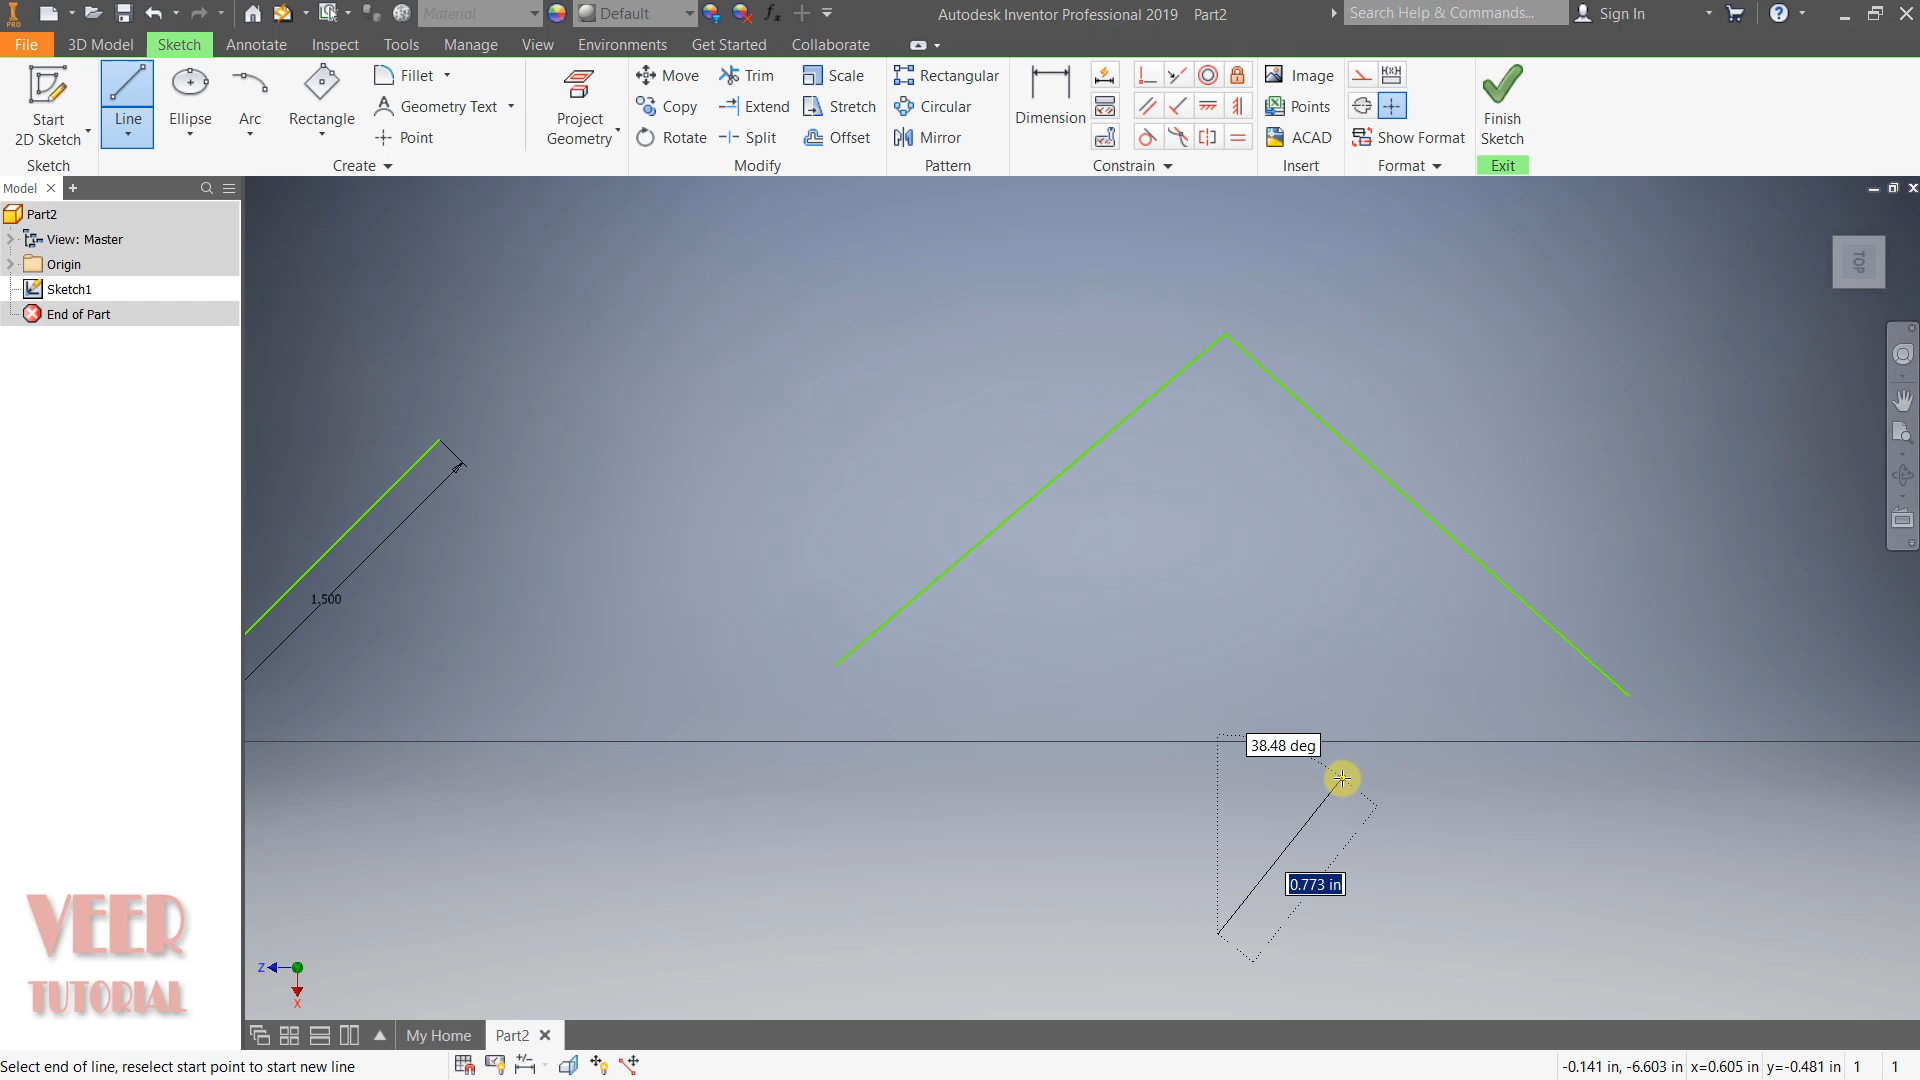 Material
Default
Autodesk Inventor Professional 2019 Part2
Search Help & Commands...
Sign In
File
3D Model
Sketch
Annotate
Inspect
Tools
Manage
View
Environments
Get Started
Collaborate
Start
2D Sketch
Line
Ellipse
Arc
Rectangle
Fillet
Geometry Text
Point
Project
Geometry
Move
Copy
Rotate
Trim
Extend
Split
Scale
Stretch
Offset
Rectangular
Circular
Mirror
Dimension
Image
Points
ACAD
Show Format
Finish
Sketch
Sketch
Create
Modify
Pattern
Constrain
Insert
Format
Exit
Model
Part2
View: Master
Origin
Sketch1
End of Part
TOP
1.500
38.48 deg
0.773 in
VEER
TUTORIAL
Z
X
My Home
Part2
Select end of line, reselect start point to start new line
-0.141 in, -6.603 in
x=0.605 in
y=-0.481 in
1
1